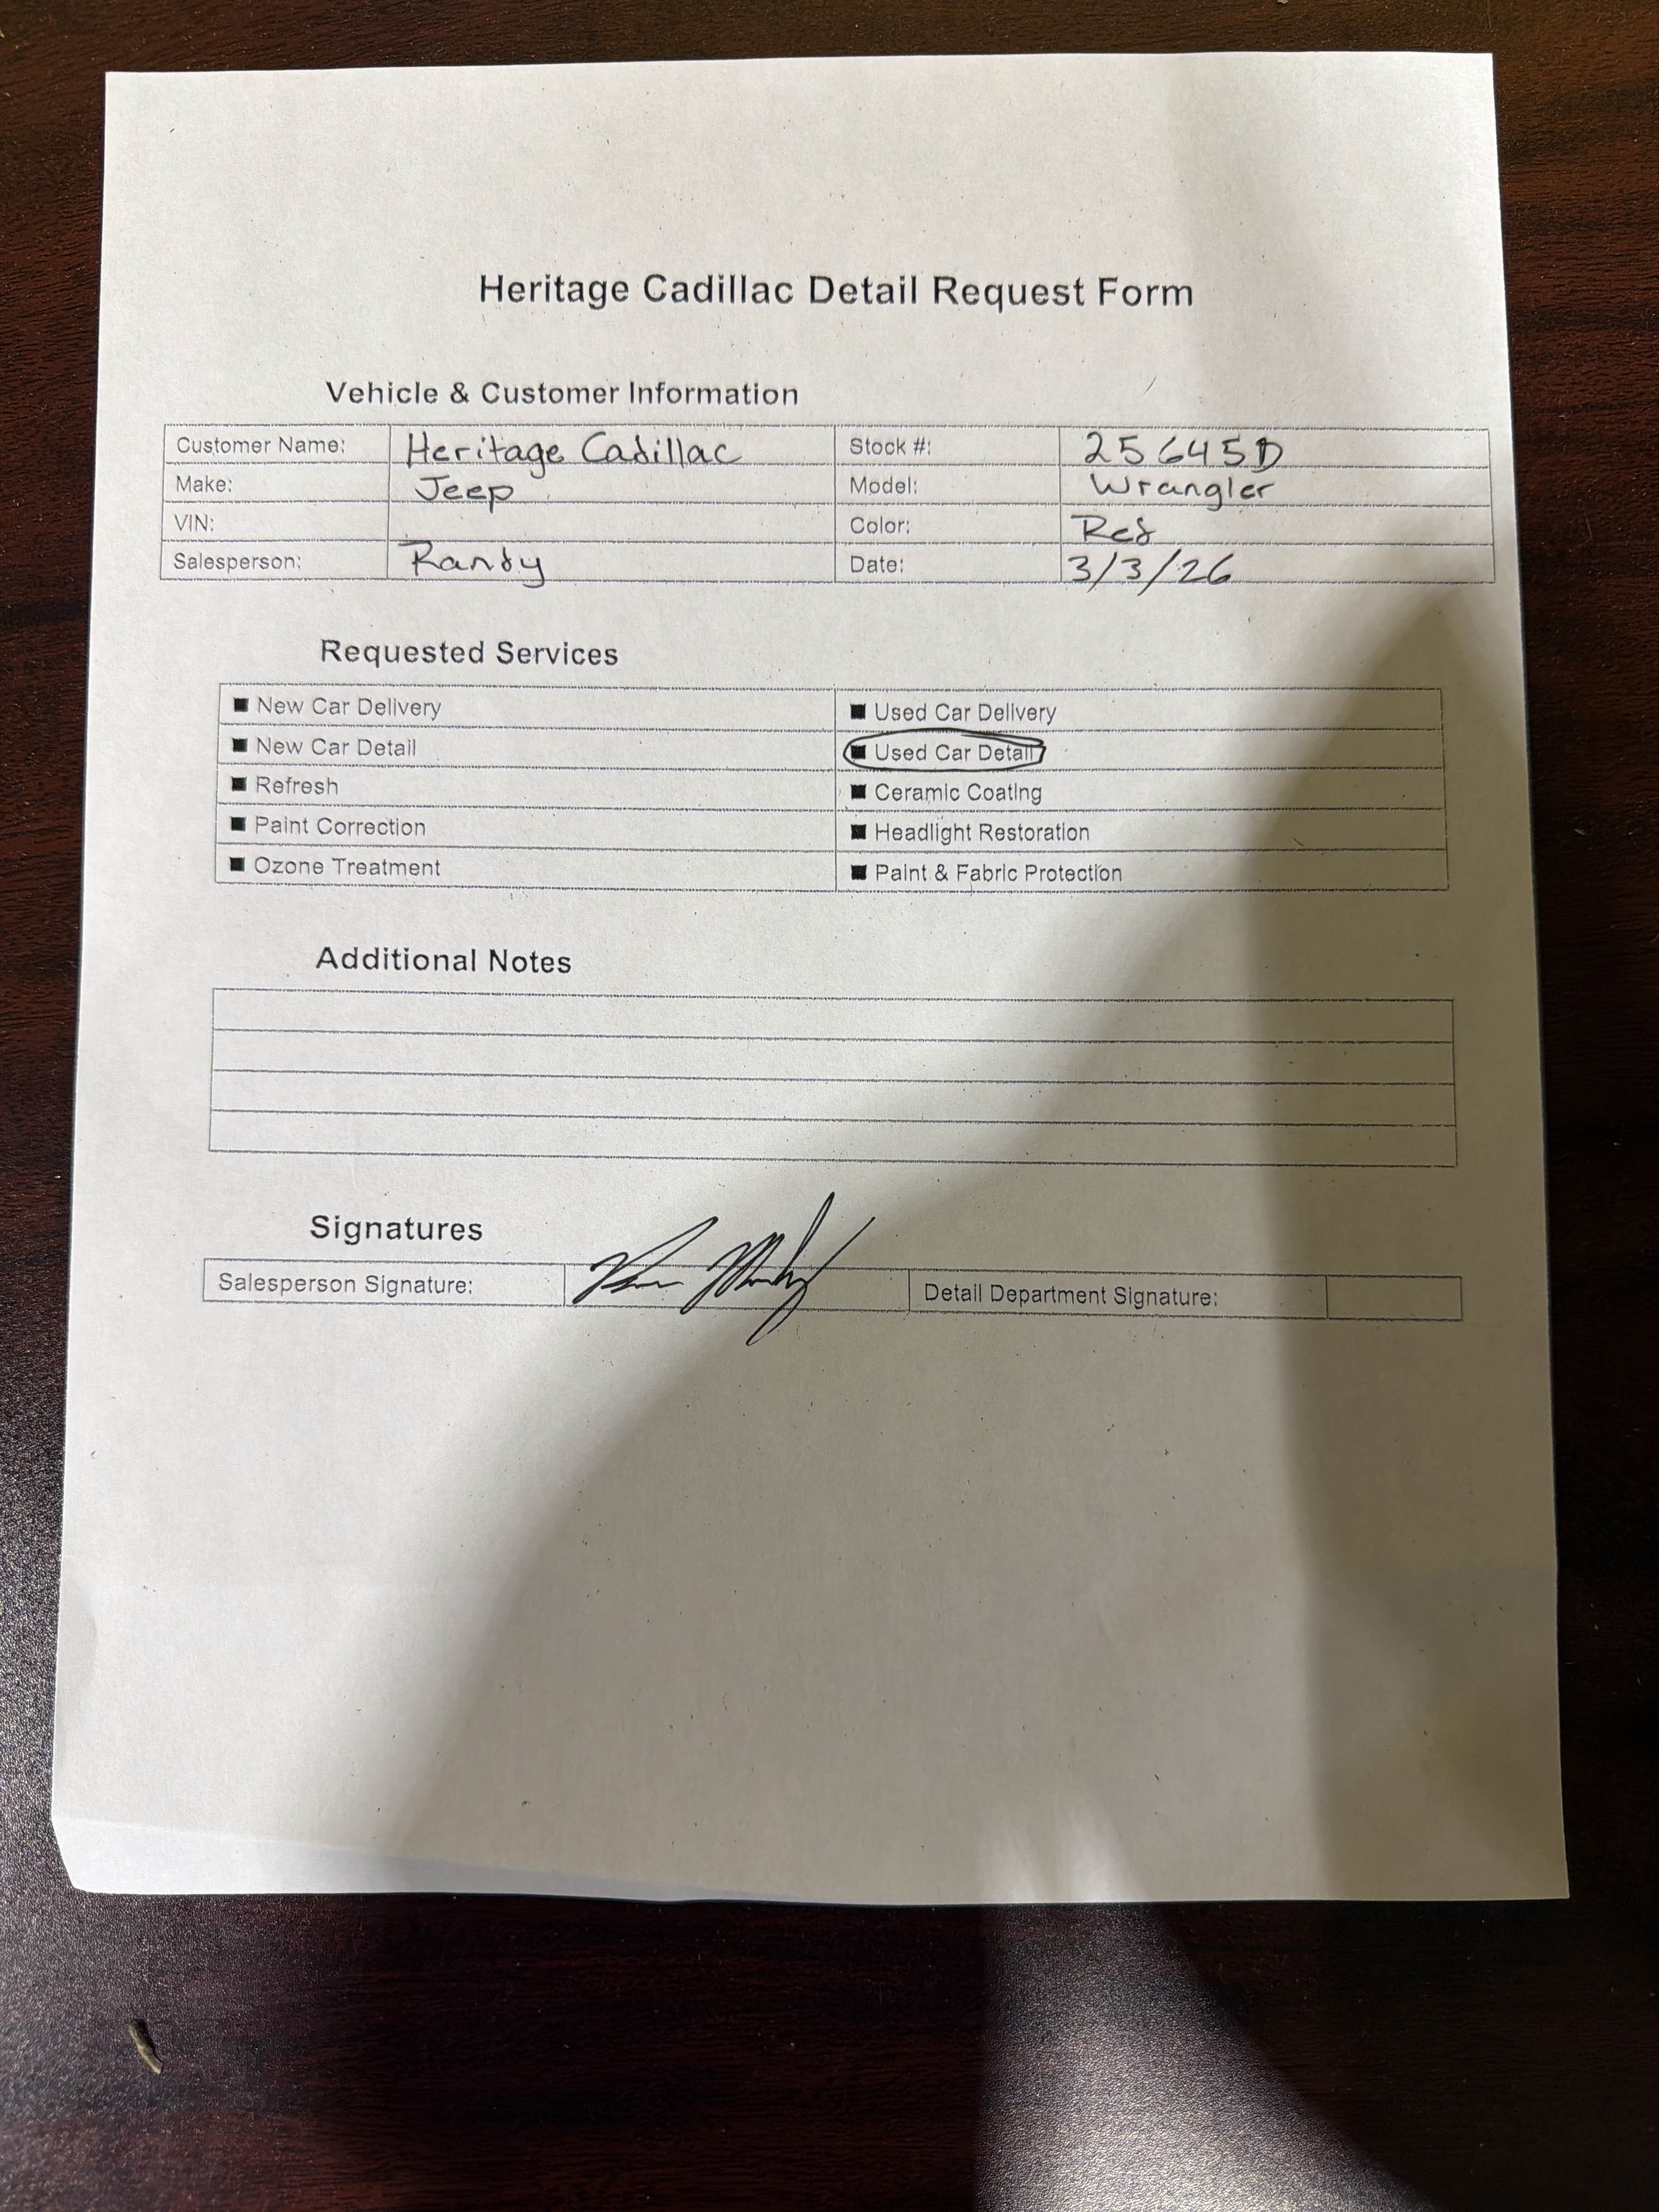 Heritage Cadillac Detail Request Form
Vehicle & Customer Information
Customer Name: Heritage Cadillac Stock #: 25645D
Make: Jeep Model: Wrangler
VIN: Color: Red
Salesperson: Randy Date: 3/3/26
Requested Services
■ New Car Delivery ■ Used Car Delivery
■ New Car Detail ■ Used Car Detail
■ Refresh ■ Ceramic Coating
■ Paint Correction ■ Headlight Restoration
■ Ozone Treatment ■ Paint & Fabric Protection
Additional Notes
Signatures
Salesperson Signature: Detail Department Signature: